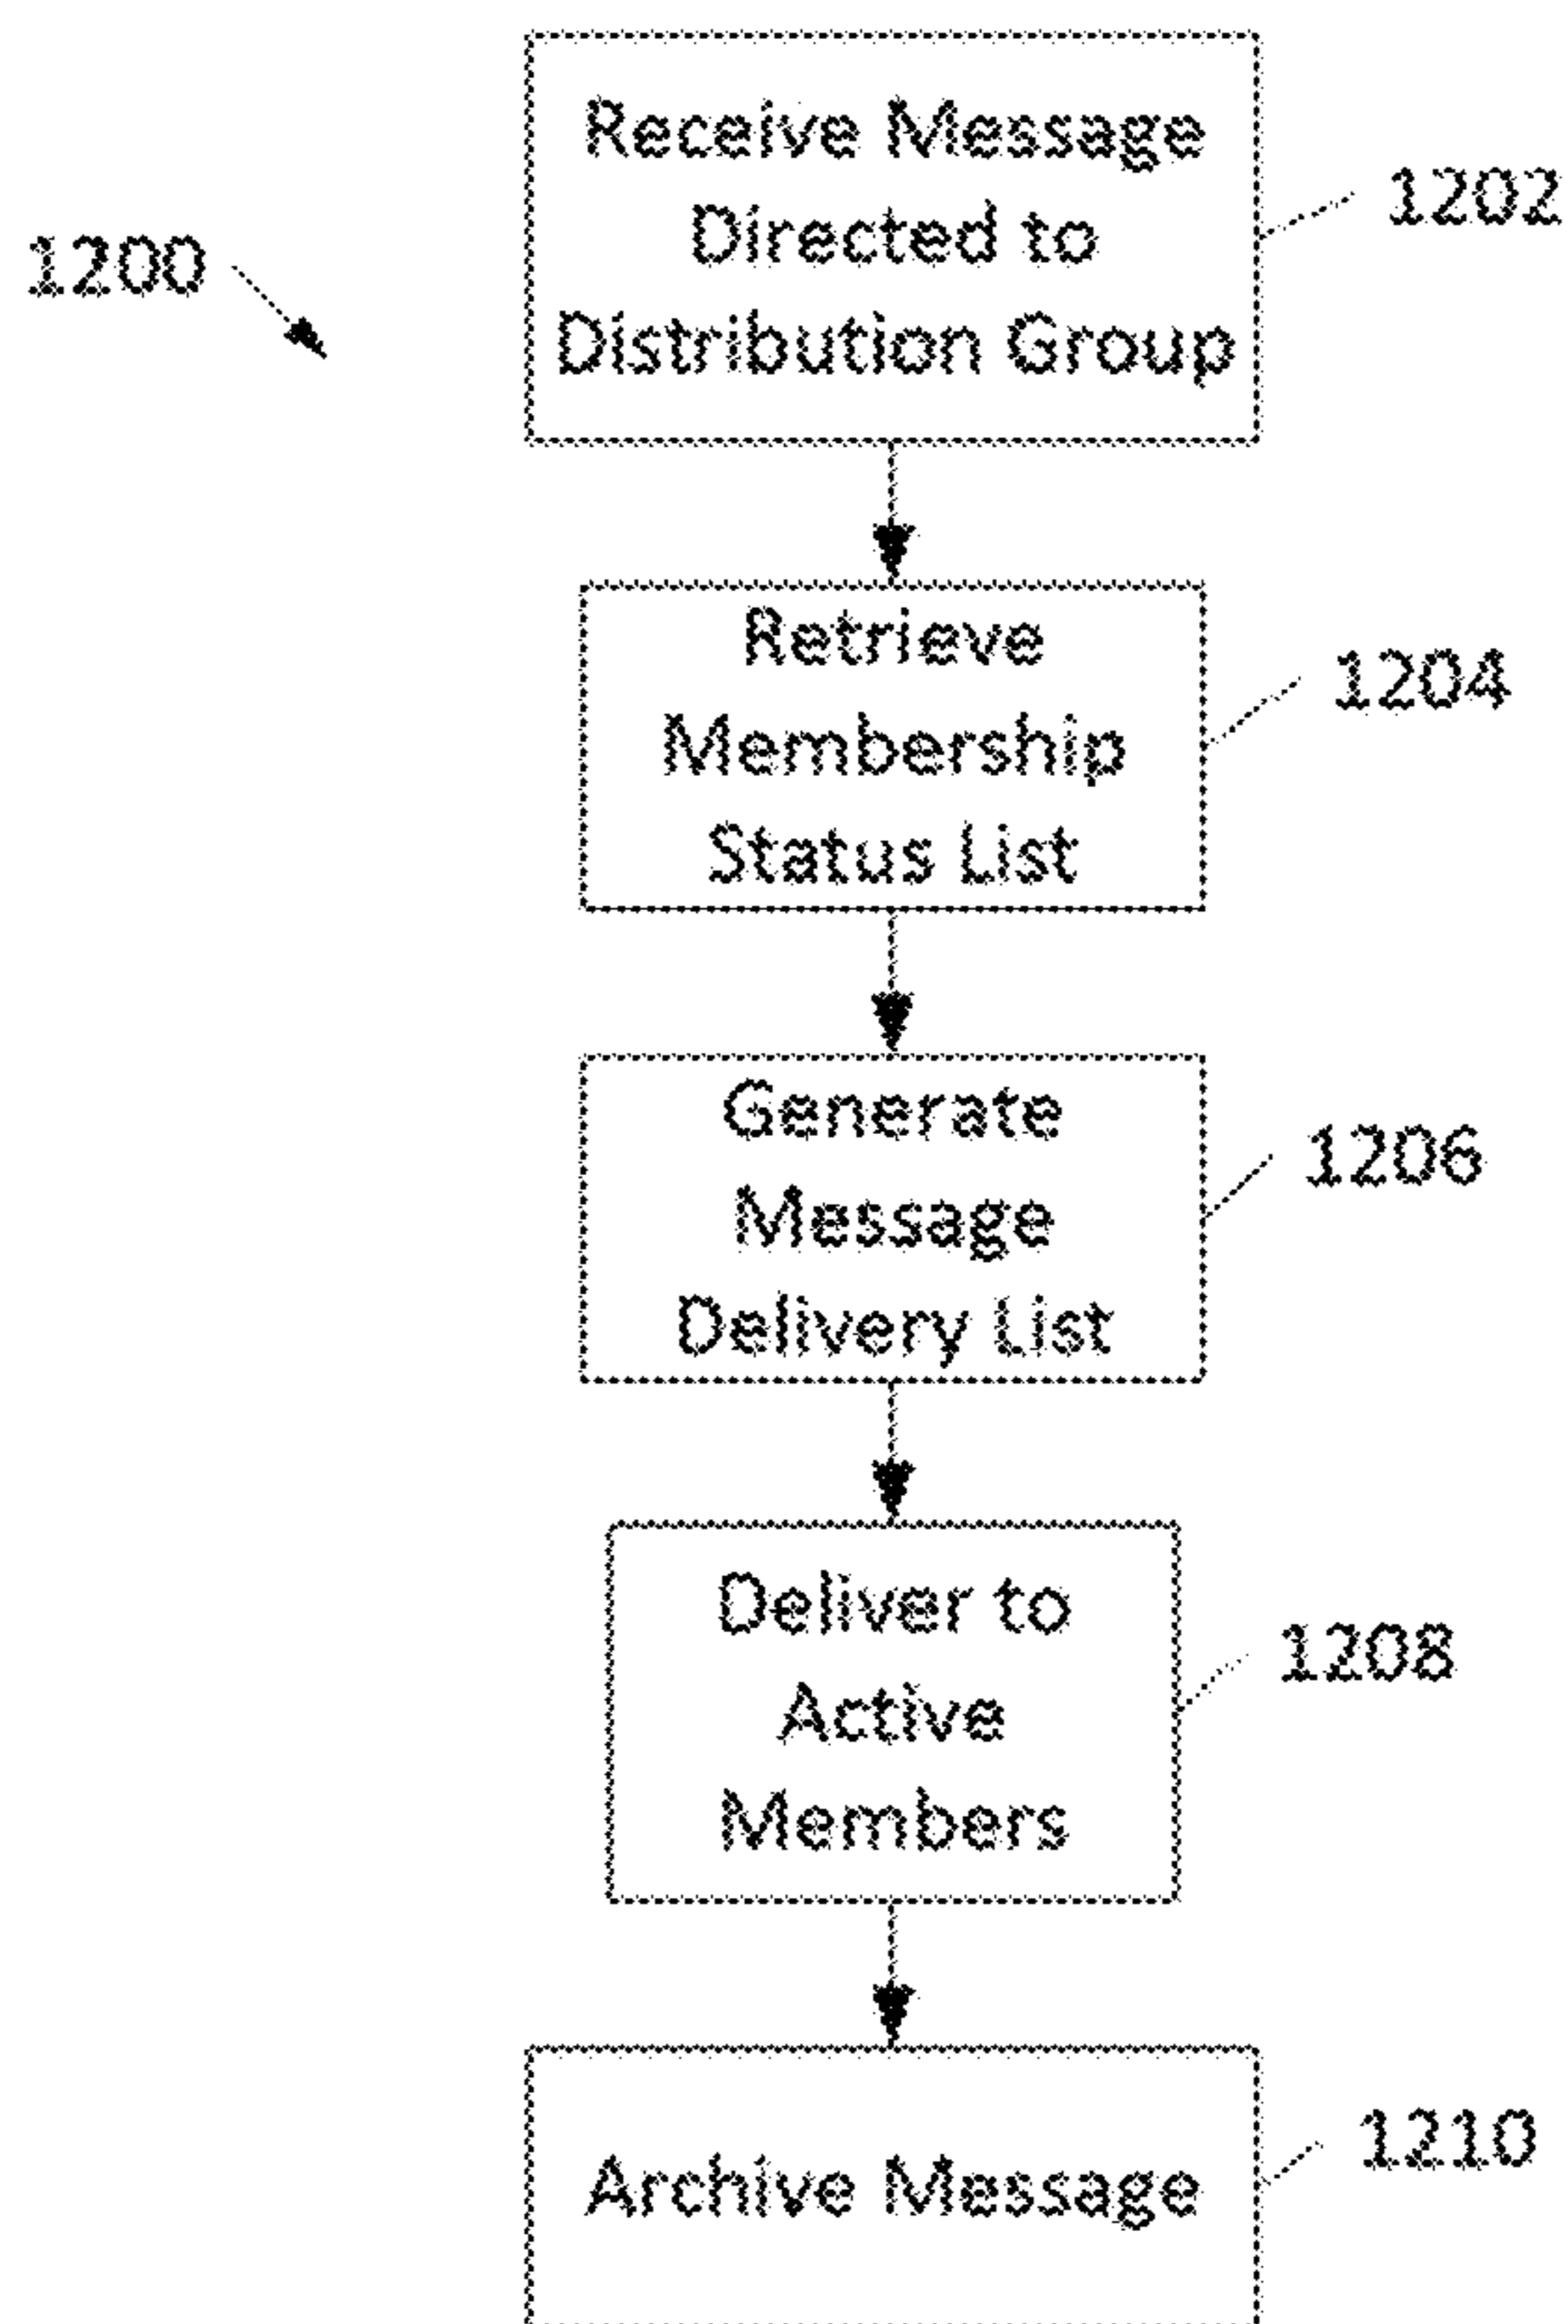 Receive Message
Directed to
Distribution Group
1202
1200
Retrieve
Membership
Status List
1204
Generate
Message
Delivery List
1206
Deliver to
Active
Members
1208
Archive Message
1210